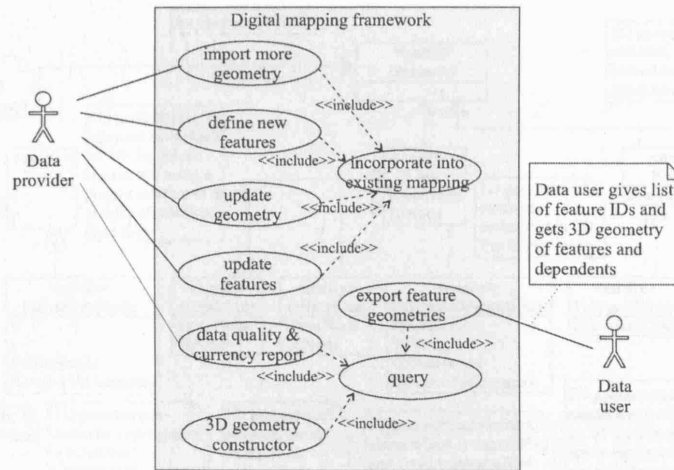 Digital mapping framework
import more
geometry
<<include>>
define new
features
<<include>>
incorporate into
existing mapping
Data
provider
update
geometry
<<include>>
Data user gives list
of feature IDs and
gets 3D geometry
of features and
dependents
<<include>>
update
features
export feature
geometries
data quality &
currency report
<<include>>
<<include>>
query
Data
user
3D geometry
constructor
<<include>>